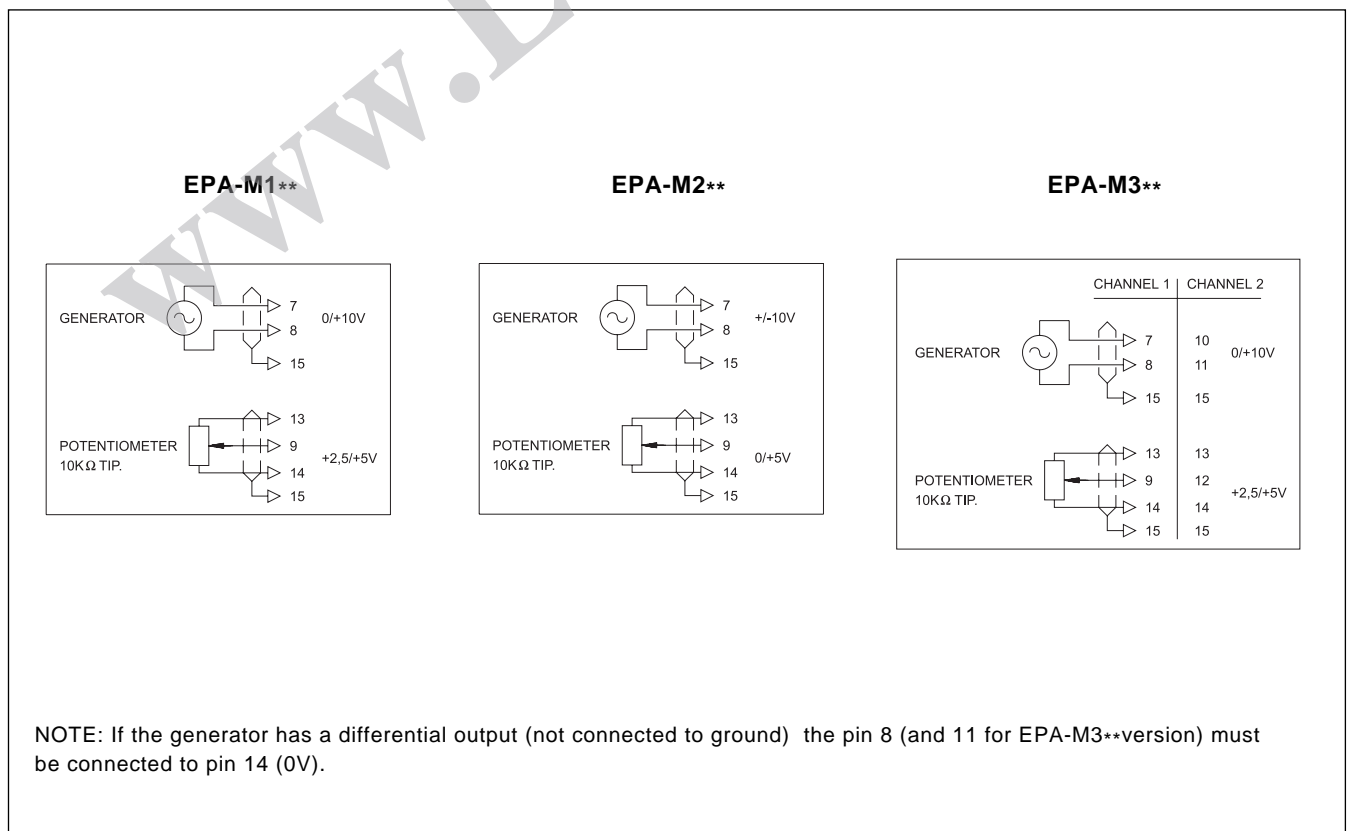 www.L
EPA-M1**
EPA-M2**
EPA-M3**
GENERATOR
7
8
15
0/+10V
POTENTIOMETER
10KΩ TIP.
13
9
14
15
+2,5/+5V
GENERATOR
7
8
15
+/-10V
POTENTIOMETER
10KΩ TIP.
13
9
14
15
0/+5V
CHANNEL 1 CHANNEL 2
GENERATOR
7 10
8 11
15 15
0/+10V
POTENTIOMETER
10KΩ TIP.
13 13
9 12
14 14
15 15
+2,5/+5V
NOTE: If the generator has a differential output (not connected to ground) the pin 8 (and 11 for EPA-M3**version) must
be connected to pin 14 (0V).